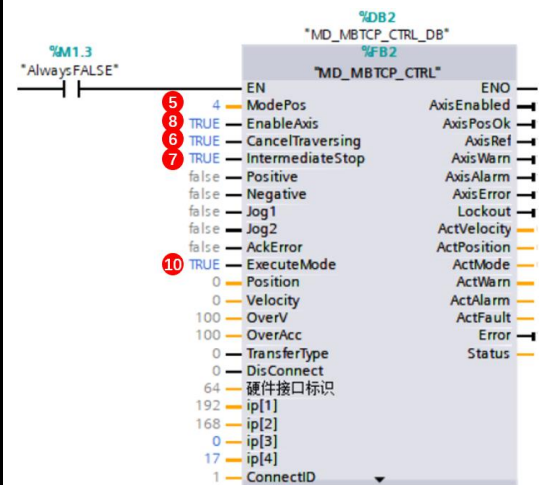 %DB2
"MD_MBTCP_CTRL_DB"
%M1.3
%FB2
"AlwaysFALSE"
"MD_MBTCP_CTRL"
EN ENO
5 4 ModePos AxisEnabled
8 TRUE EnableAxis AxisPosOk
6 TRUE CancelTraversing AxisRef
7 TRUE IntermediateStop AxisWarn
false Positive AxisAlarm
false Negative AxisError
false Jog1 Lockout
false Jog2 ActVelocity
false AckError ActPosition
10 TRUE ExecuteMode ActMode
0 Position ActWarn
0 Velocity ActAlarm
100 OverV ActFault
100 OverAcc Error
0 TransferType Status
0 DisConnect
64 硬件接口标识
192 ip[1]
168 ip[2]
0 ip[3]
17 ip[4]
1 ConnectID